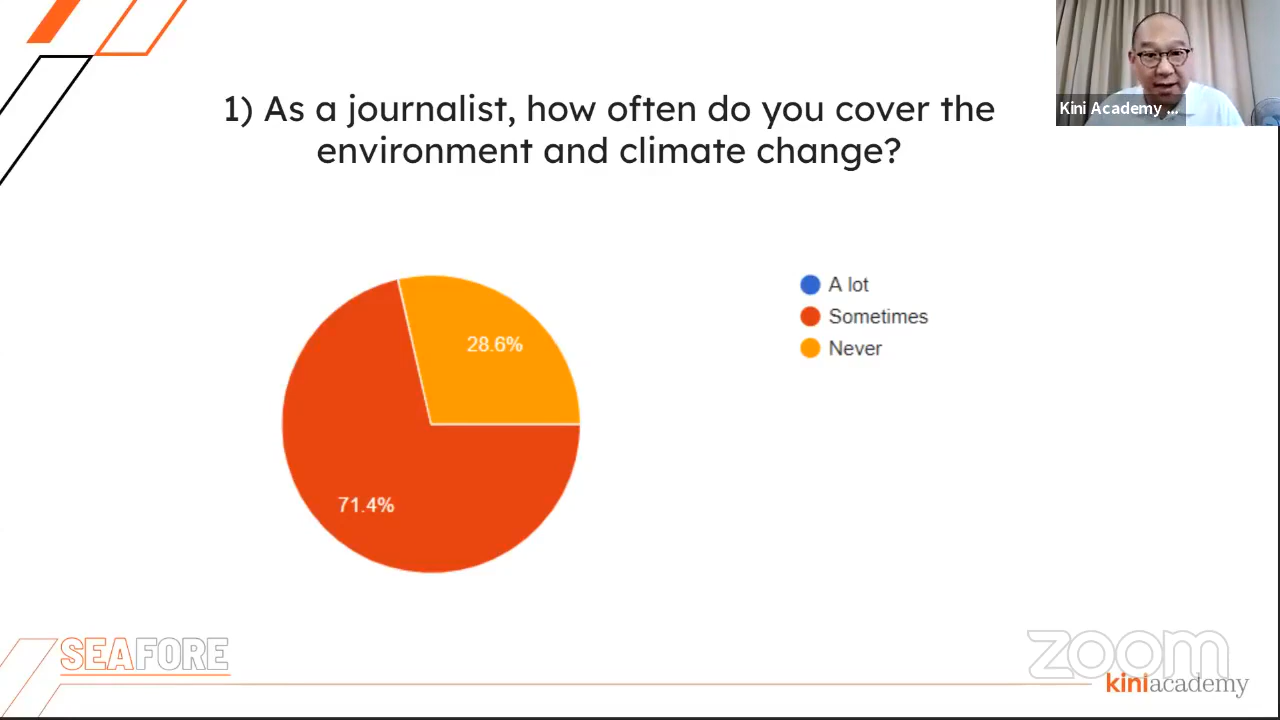 1) As a journalist, how often do you cover the
environment and climate change?
Kini Academy ...
A lot
Sometimes
Never
28.6%
71.4%
SEAFORE
zoom
kiniacademy